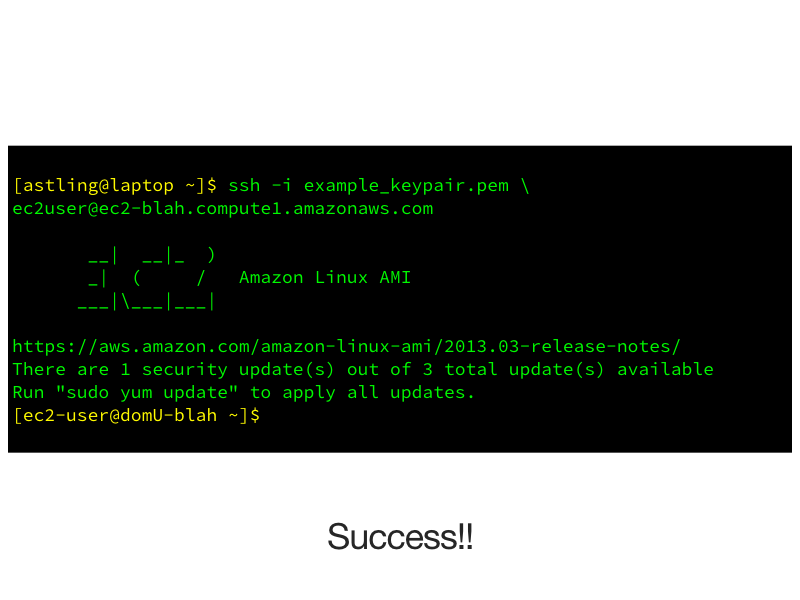 [astling@laptop ~]$ ssh -i example_keypair.pem \
ec2user@ec2-blah.compute1.amazonaws.com
       __|  __|_  )
       _|  (     /   Amazon Linux AMI
      ___|\___|___|
https://aws.amazon.com/amazon-linux-ami/2013.03-release-notes/
There are 1 security update(s) out of 3 total update(s) available
Run "sudo yum update" to apply all updates.
[ec2-user@domU-blah ~]$
Success!!